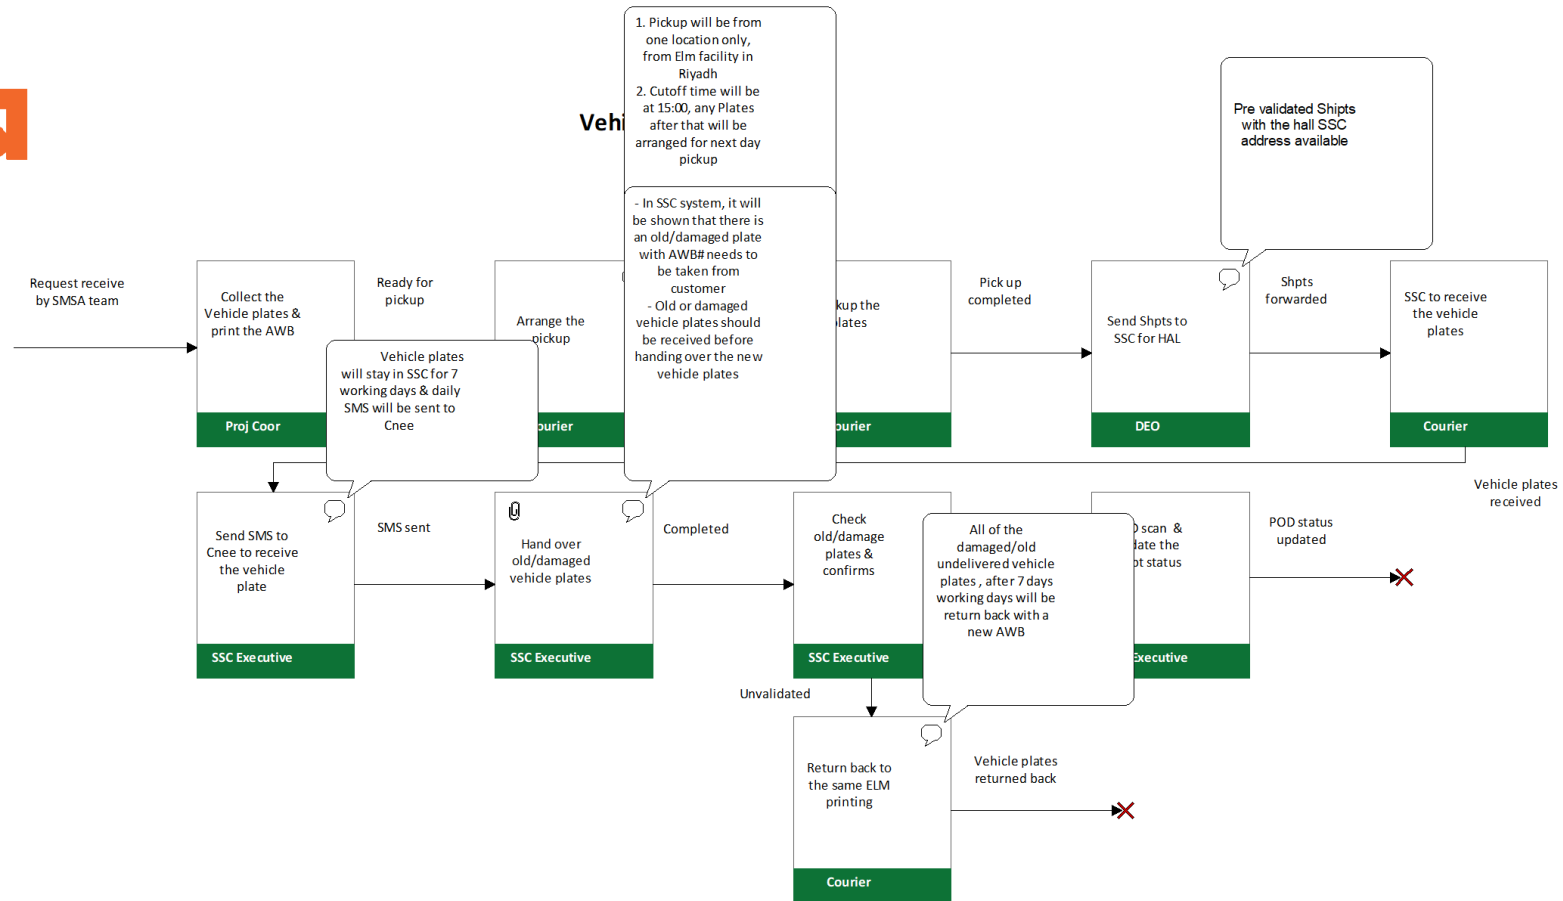 1. Pickup will be from
one location only,
from Elm facility in
Riyadh
2. Cutoff time will be
at 15:00, any Plates
after that will be
arranged for next day
pickup
Pre validated Shipts
with the hall SSC
address available
- In SSC system, it will
be shown that there is
an old/damaged plate
with AWB# needs to
be taken from
customer
- Old or damaged
vehicle plates should
be received before
handing over the new
vehicle plates
Request receive
by SMSA team
Collect the
Vehicle plates &
print the AWB
Proj Coor
Ready for
pickup
Arrange the
pickup
Vehicle plates
will stay in SSC for 7
working days & daily
SMS will be sent to
Cnee
the
Pick up
completed
Send Shpts to
SSC for HAL
DEO
Shpts
forwarded
SSC to receive
the vehicle
plates
Courier
Vehicle plates
received
Send SMS to
Cnee to receive
the vehicle
plate
SSC Executive
SMS sent
Hand over
old/damaged
vehicle plates
SSC Executive
Completed
Check
old/damage
plates &
confirms
SSC Executive
All of the
damaged/old
undelivered vehicle
plates , after 7 days
working days will be
return back with a
new AWB
scan &
the
status
Executive
POD status
updated
Unvalidated
Return back to
the same ELM
printing
Courier
Vehicle plates
returned back